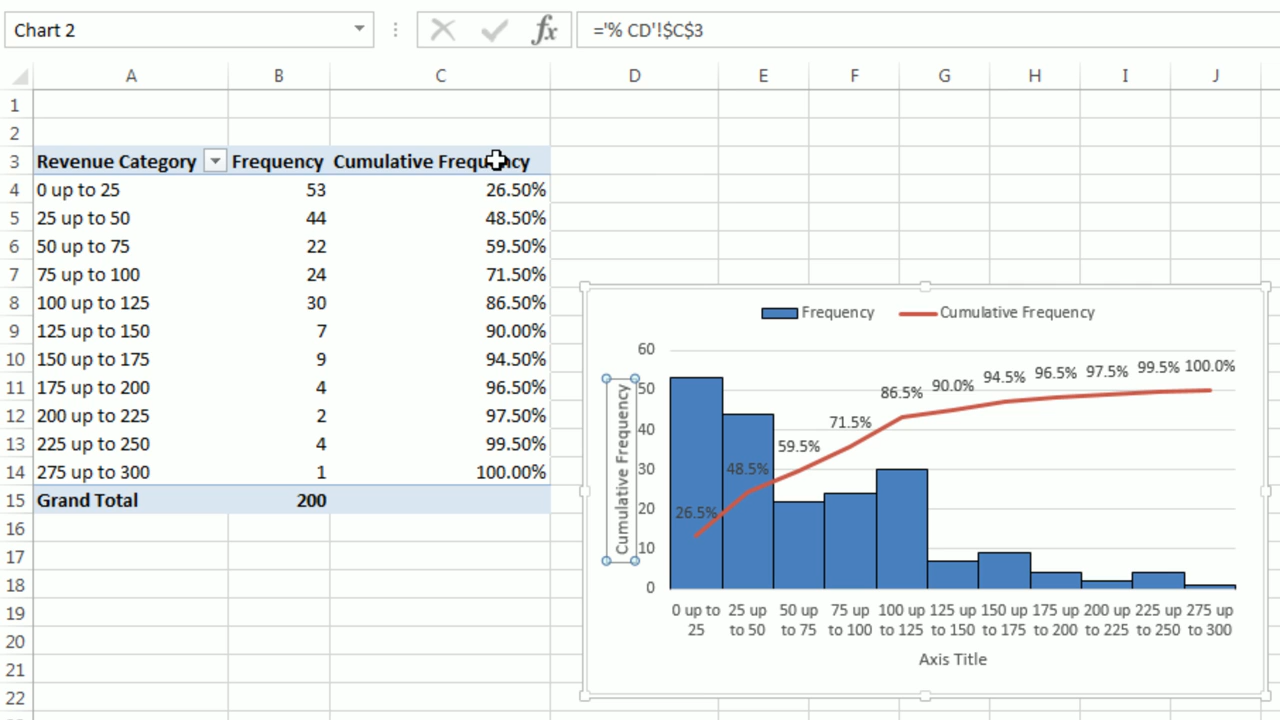 Chart 2
fx
='% CD'!$C$3
A B C D E F G H I J
1
2
3 Revenue Category Frequency Cumulative Frequency
4 0 up to 25 53 26.50%
5 25 up to 50 44 48.50%
6 50 up to 75 22 59.50%
7 75 up to 100 24 71.50%
8 100 up to 125 30 86.50%
9 125 up to 150 7 90.00%
10 150 up to 175 9 94.50%
11 175 up to 200 4 96.50%
12 200 up to 225 2 97.50%
13 225 up to 250 4 99.50%
14 275 up to 300 1 100.00%
15 Grand Total 200
16
17
18
19
20
21
22
Frequency Cumulative Frequency
60
50
40
30
20
10
0
Cumulative Frequency
26.5% 48.5% 59.5% 71.5% 86.5% 90.0% 94.5% 96.5% 97.5% 99.5% 100.0%
0 up to 25 up 50 up 75 up 100 up 125 up 150 up 175 up 200 up 225 up 275 up
25 to 50 to 75 to 100 to 125 to 150 to 175 to 200 to 225 to 250 to 300
Axis Title